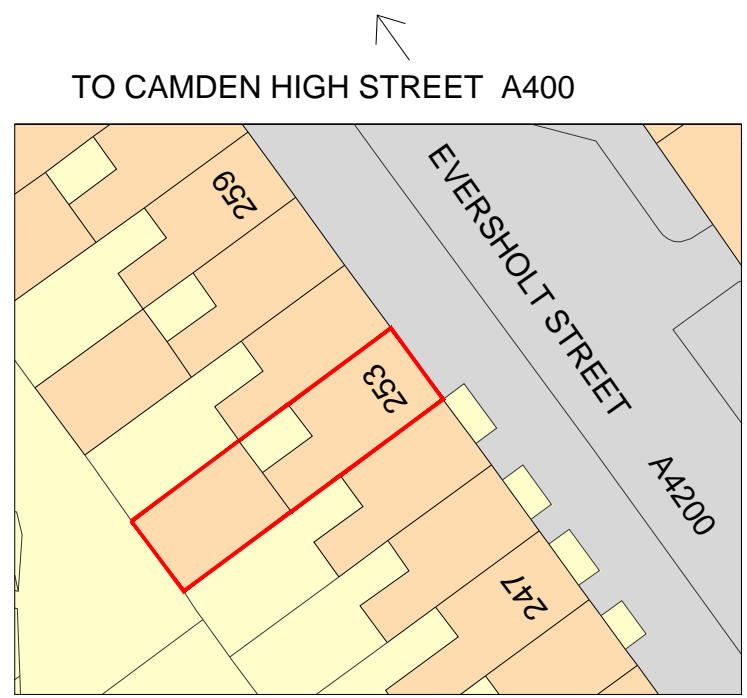 TO CAMDEN HIGH STREET A400
259
EVERSHOLT STREET
253
A4200
247